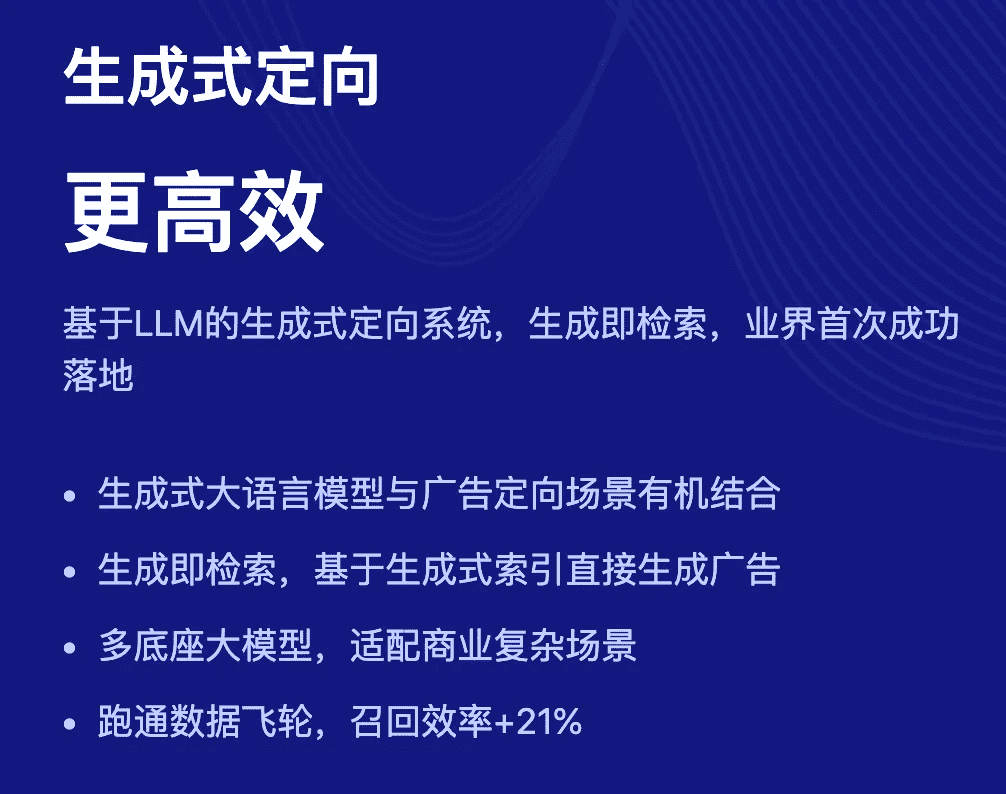 生成式定向
更高效
基于LLM的生成式定向系统，生成即检索，业界首次成功
落地
• 生成式大语言模型与广告定向场景有机结合
• 生成即检索，基于生成式索引直接生成广告
• 多底座大模型，适配商业复杂场景
• 跑通数据飞轮，召回效率+21%